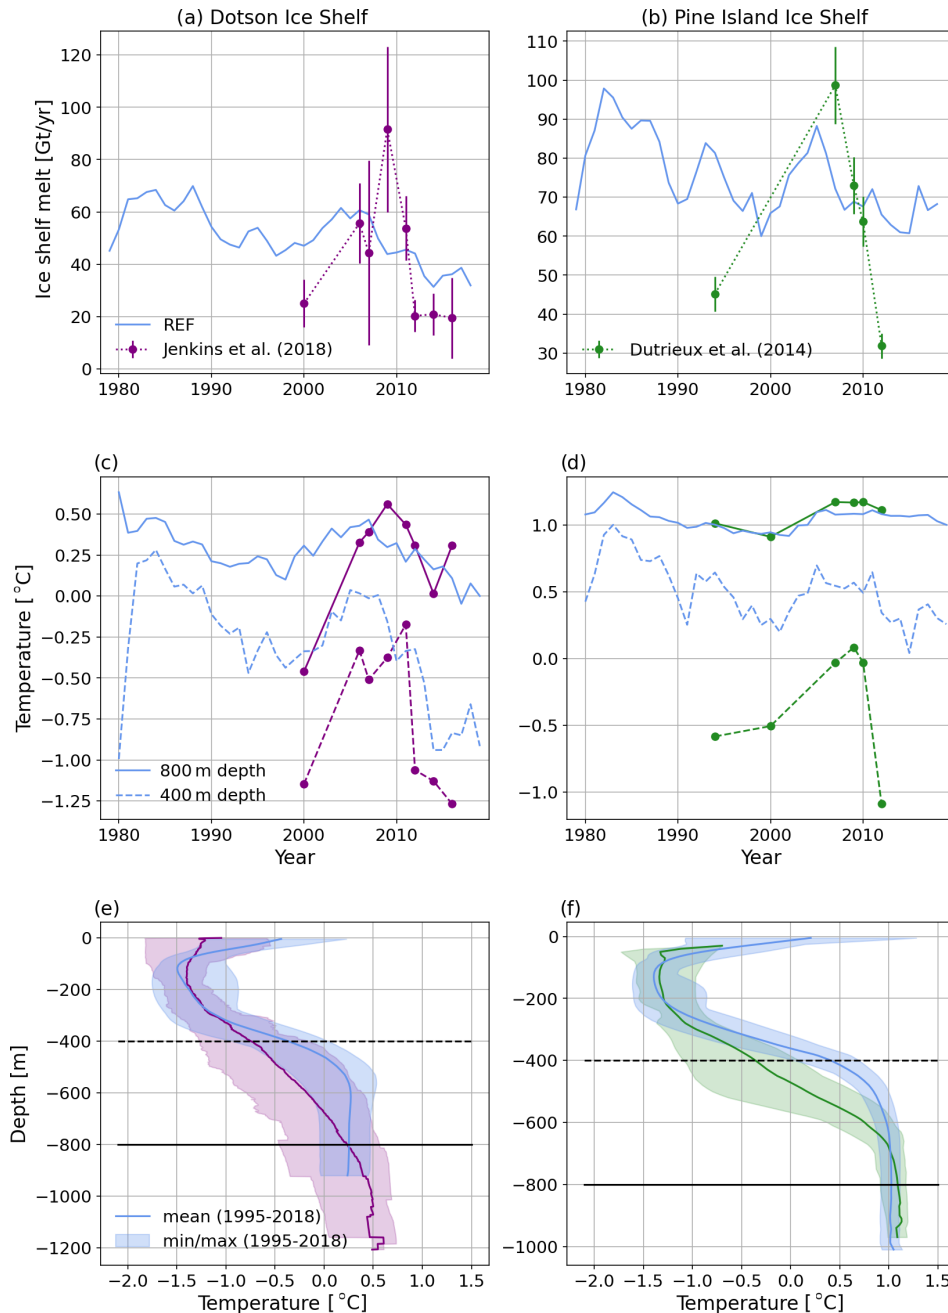 (a) Dotson Ice Shelf
(b) Pine Island Ice Shelf
Ice shelf melt [Gt/yr]
120
100
80
60
40
20
0
REF
Jenkins et al. (2018)
1980 1990 2000 2010
110
100
90
80
70
60
50
40
30
Dutrieux et al. (2014)
1980 1990 2000 2010
(c)
(d)
Temperature [°C]
0.50
0.25
0.00
−0.25
−0.50
−0.75
−1.00
−1.25
800 m depth
400 m depth
1980 1990 2000 2010
Year
1.0
0.5
0.0
−0.5
−1.0
1980 1990 2000 2010
Year
(e)
(f)
Depth [m]
0
−200
−400
−600
−800
−1000
−1200
mean (1995-2018)
min/max (1995-2018)
−2.0 −1.5 −1.0 −0.5 0.0 0.5 1.0 1.5
Temperature [°C]
0
−200
−400
−600
−800
−1000
−2.0 −1.5 −1.0 −0.5 0.0 0.5 1.0 1.5
Temperature [°C]